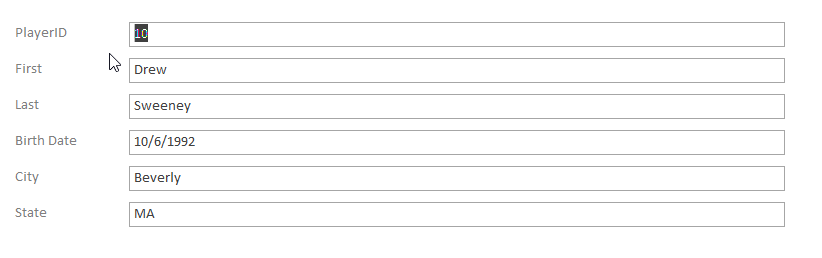 PlayerID 10
First Drew
Last Sweeney
Birth Date 10/6/1992
City Beverly
State MA